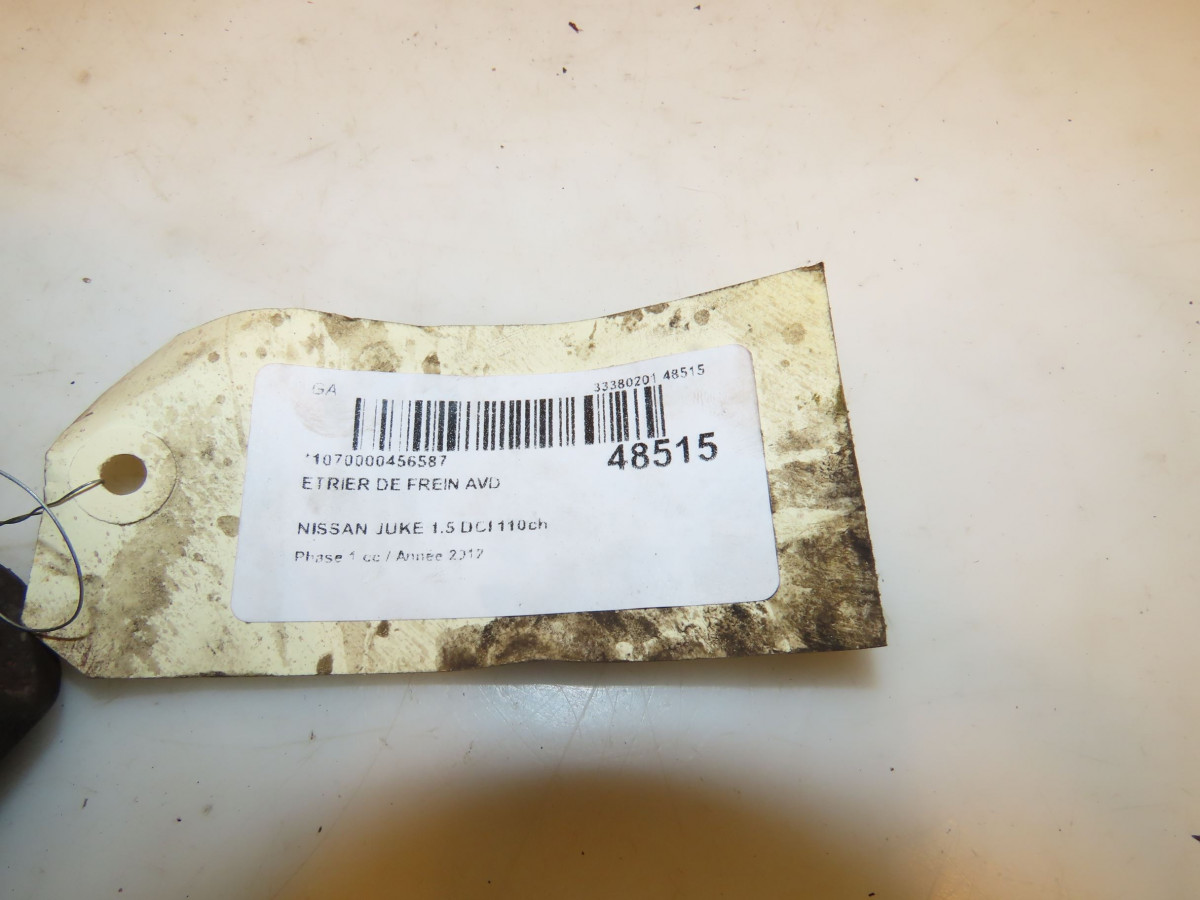 GA
33380201 48515
*1070000456587
48515
ETRIER DE FREIN AVD
NISSAN JUKE 1.5 DCI 110ch
Phase 1 cc / Année 2012